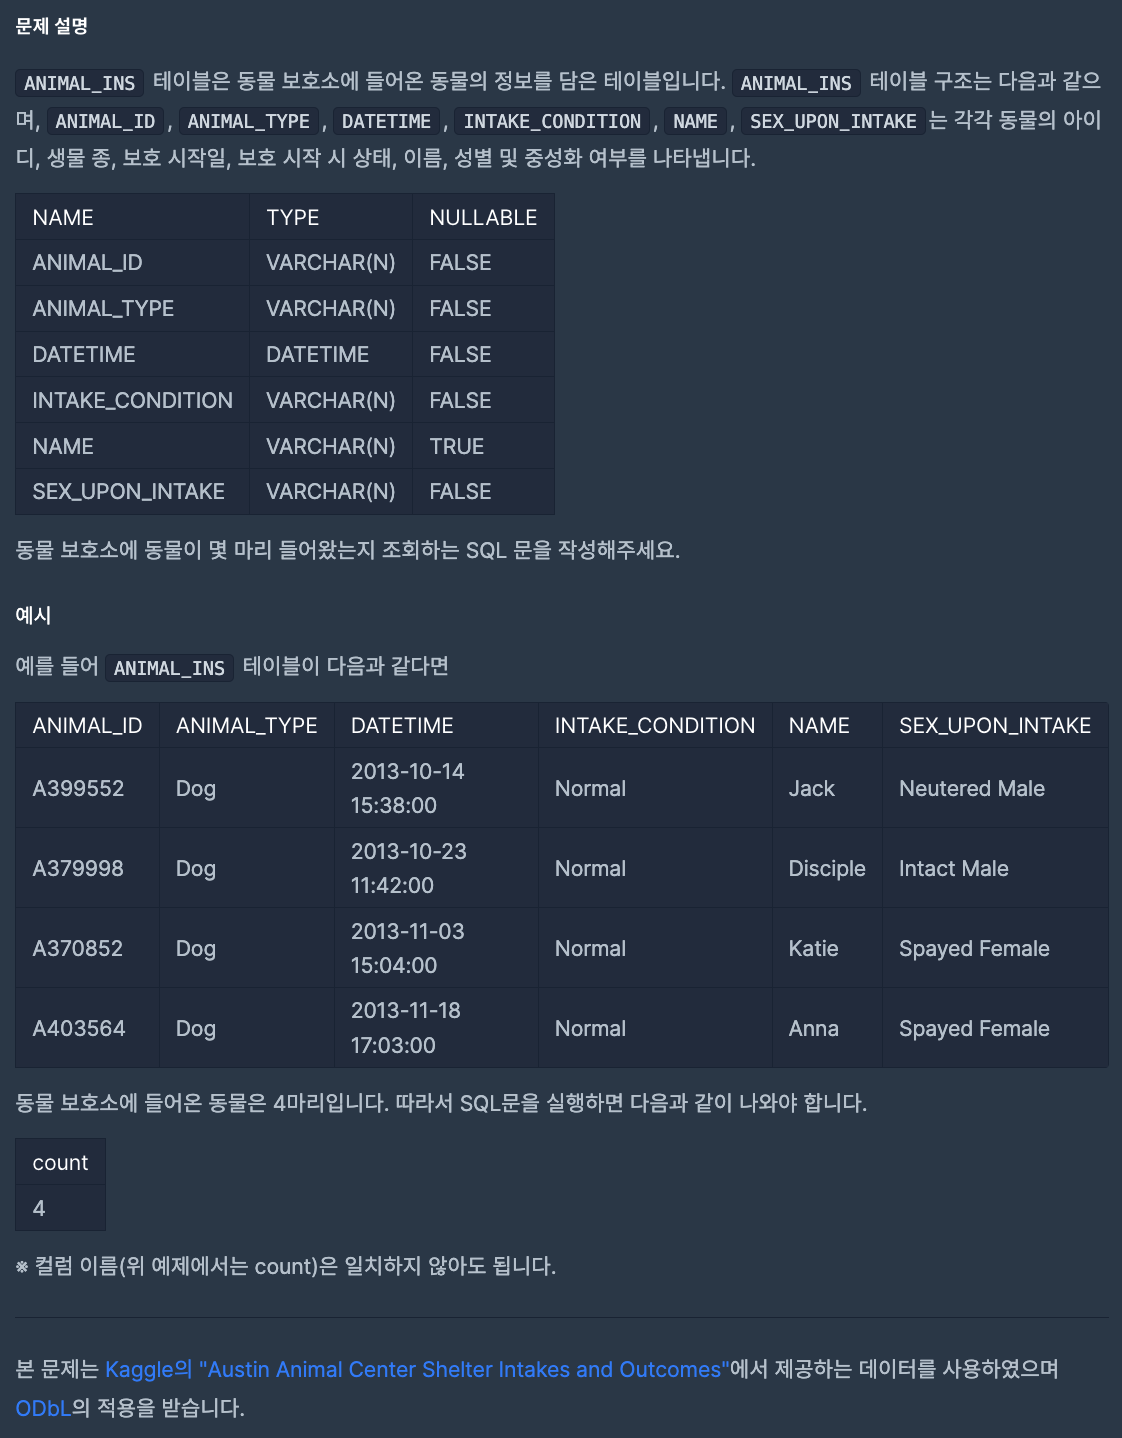 문제 설명
ANIMAL_INS 테이블은 동물 보호소에 들어온 동물의 정보를 담은 테이블입니다. ANIMAL_INS 테이블 구조는 다음과 같으
며, ANIMAL_ID, ANIMAL_TYPE, DATETIME, INTAKE_CONDITION, NAME, SEX_UPON_INTAKE는 각각 동물의 아이
디, 생물 종, 보호 시작일, 보호 시작 시 상태, 이름, 성별 및 중성화 여부를 나타냅니다.
NAME TYPE NULLABLE
ANIMAL_ID VARCHAR(N) FALSE
ANIMAL_TYPE VARCHAR(N) FALSE
DATETIME DATETIME FALSE
INTAKE_CONDITION VARCHAR(N) FALSE
NAME VARCHAR(N) TRUE
SEX_UPON_INTAKE VARCHAR(N) FALSE
동물 보호소에 동물이 몇 마리 들어왔는지 조회하는 SQL 문을 작성해주세요.
예시
예를 들어 ANIMAL_INS 테이블이 다음과 같다면
ANIMAL_ID ANIMAL_TYPE DATETIME INTAKE_CONDITION NAME SEX_UPON_INTAKE
A399552 Dog 2013-10-14 15:38:00 Normal Jack Neutered Male
A379998 Dog 2013-10-23 11:42:00 Normal Disciple Intact Male
A370852 Dog 2013-11-03 15:04:00 Normal Katie Spayed Female
A403564 Dog 2013-11-18 17:03:00 Normal Anna Spayed Female
동물 보호소에 들어온 동물은 4마리입니다. 따라서 SQL문을 실행하면 다음과 같이 나와야 합니다.
count
4
※ 컬럼 이름(위 예제에서는 count)은 일치하지 않아도 됩니다.
본 문제는 Kaggle의 "Austin Animal Center Shelter Intakes and Outcomes"에서 제공하는 데이터를 사용하였으며
ODbL의 적용을 받습니다.